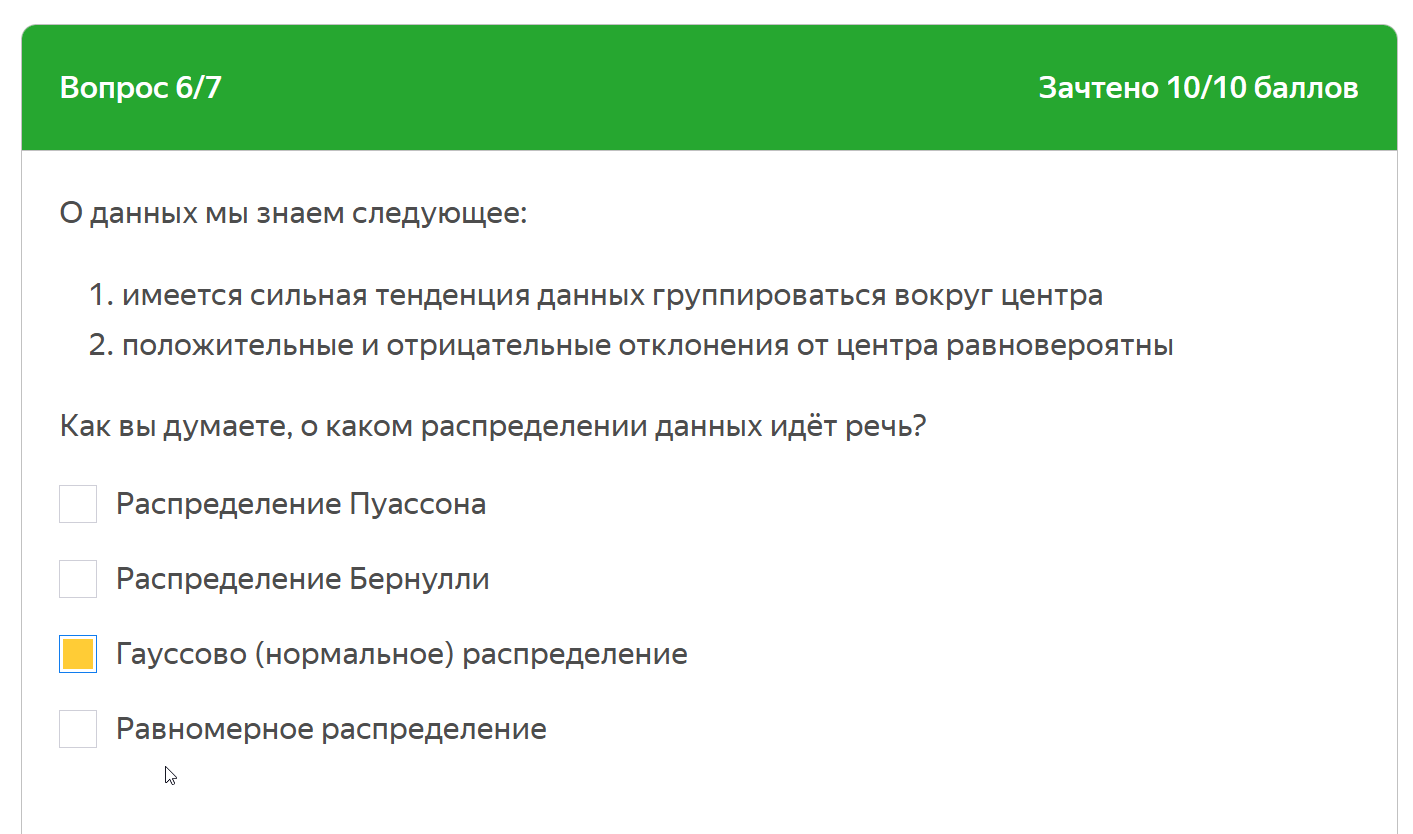 Вопрос 6/7
Зачтено 10/10 баллов
О данных мы знаем следующее:
1. имеется сильная тенденция данных группироваться вокруг центра
2. положительные и отрицательные отклонения от центра равновероятны
Как вы думаете, о каком распределении данных идёт речь?
Распределение Пуассона
Распределение Бернулли
Гауссово (нормальное) распределение
Равномерное распределение